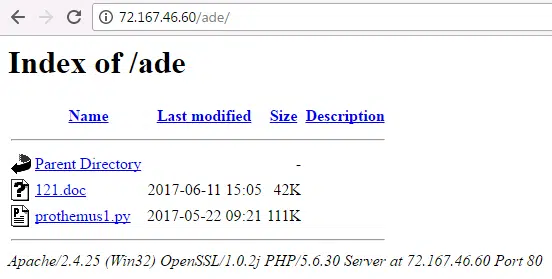 72.167.46.60/ade/
Index of /ade
Name Last modified Size Description
Parent Directory -
121.doc 2017-06-11 15:05 42K
prothemus1.py 2017-05-22 09:21 111K
Apache/2.4.25 (Win32) OpenSSL/1.0.2j PHP/5.6.30 Server at 72.167.46.60 Port 80